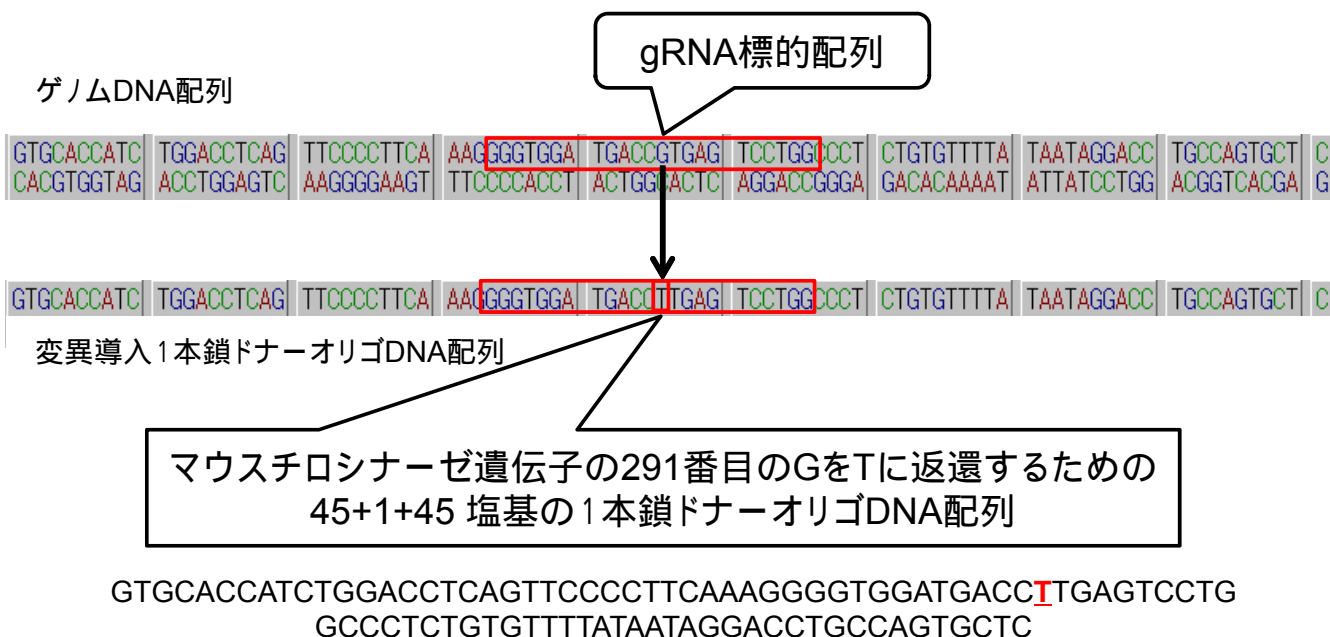 gRNA標的配列
ゲノムDNA配列
GTGCACCATC TGGACCTCAG TTCCCCTTCA AAGGGGTGGA TGACCGTGAG TCCTGGCCCT CTGTGTTTTA TAATAGGACC TGCCAGTGCT C
CACGTGGTAG ACCTGGAGTC AAGGGGAAGT TTCCCCACCT ACTGGCACTC AGGACCGGGA GACACAAAAT ATTATCCTGG ACGGTCACGA G
GTGCACCATC TGGACCTCAG TTCCCCTTCA AAGGGGTGGA TGACCTTGAG TCCTGGCCCT CTGTGTTTTA TAATAGGACC TGCCAGTGCT C
変異導入1本鎖ドナーオリゴDNA配列
マウスチロシナーゼ遺伝子の291番目のGをTに返還するための
45+1+45 塩基の1本鎖ドナーオリゴDNA配列
GTGCACCATCTGGACCTCAGTTCCCCTTCAAAGGGGTGGATGACCTTGAGTCCTG
GCCCTCTGTGTTTTATAATAGGACCTGCCAGTGCTC